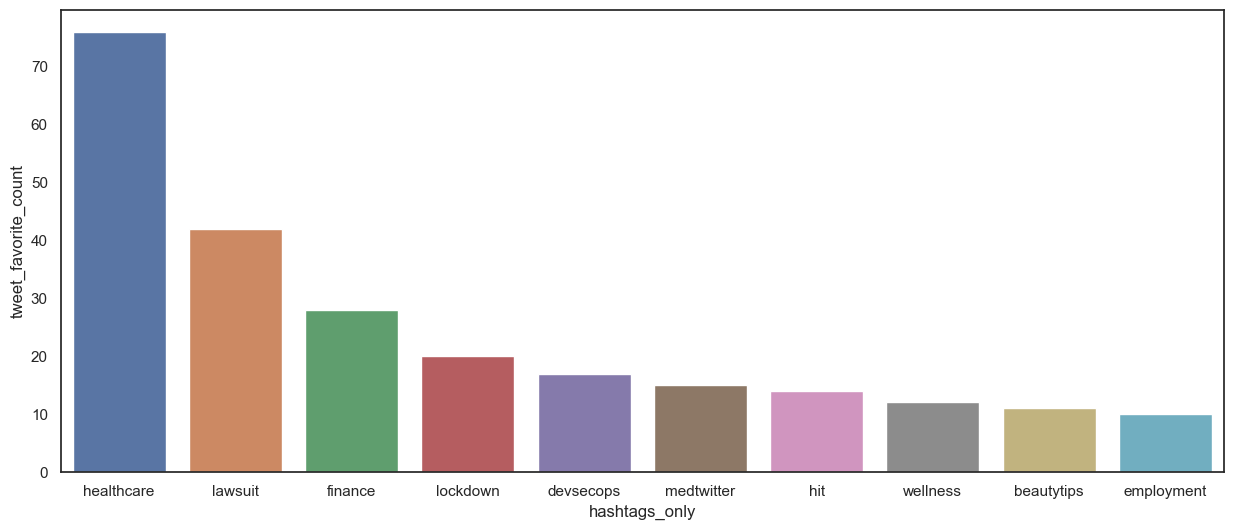 tweet_favorite_count
70
60
50
40
30
20
10
0
healthcare lawsuit finance lockdown devsecops medtwitter hit wellness beautytips employment
hashtags_only